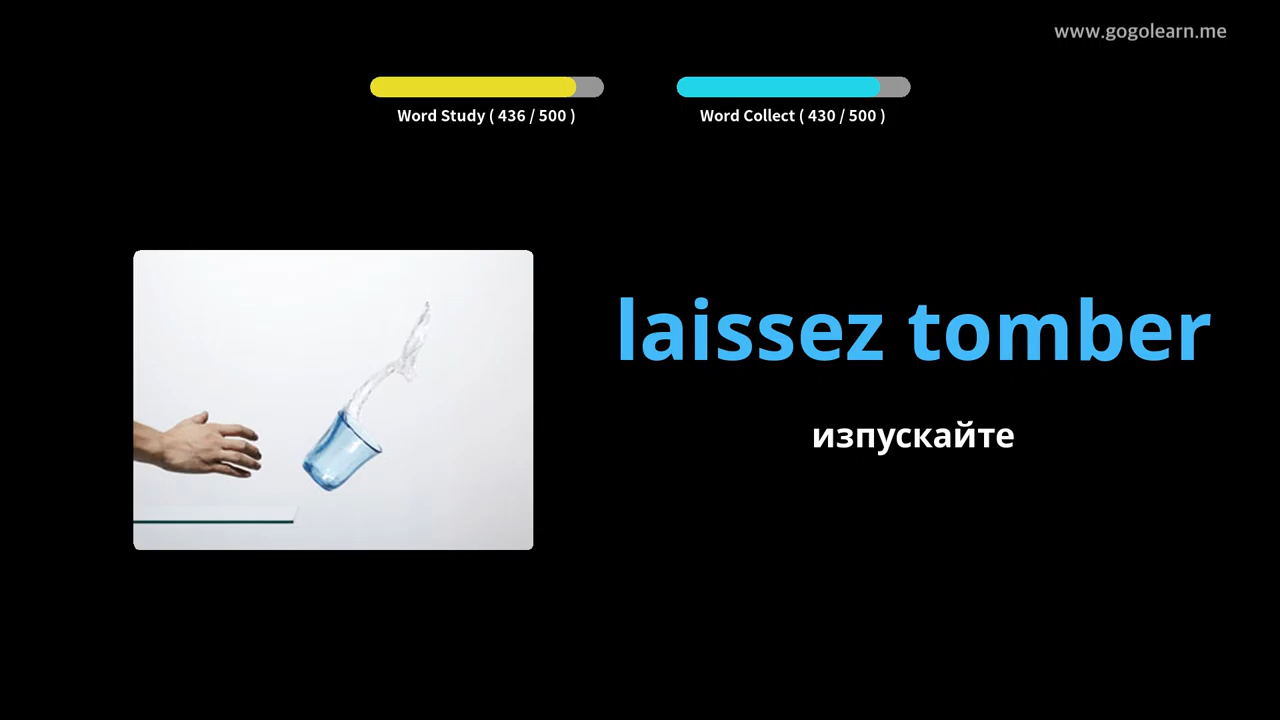 www.gogolearn.me
Word Study ( 436 / 500 )
Word Collect ( 430 / 500 )
laissez tomber
изпускайте